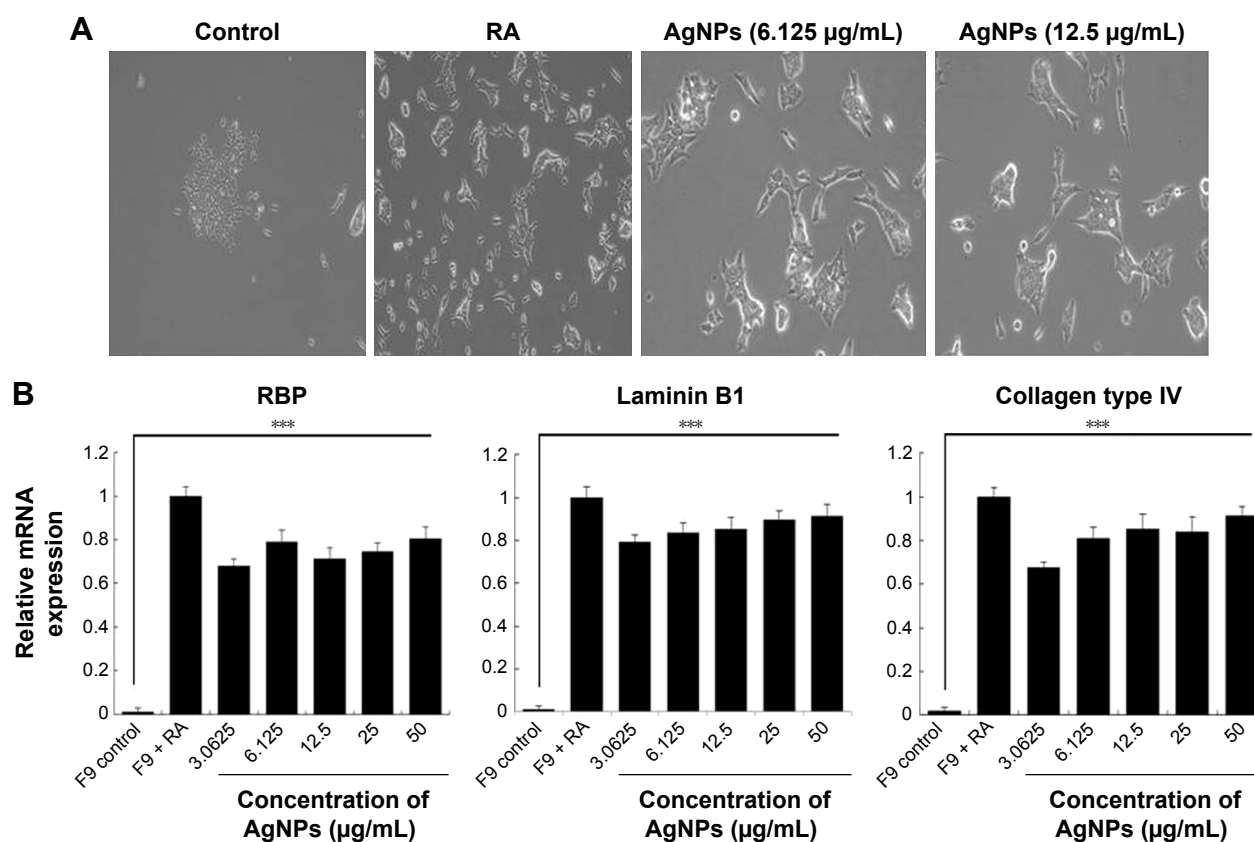 A
Control
RA
AgNPs (6.125 µg/mL)
AgNPs (12.5 µg/mL)
B
RBP
***
1.2
1
0.8
0.6
0.4
0.2
0
Relative mRNA
expression
F9 control
F9 + RA
3.0625
6.125
12.5
25
50
Concentration of
AgNPs (µg/mL)
Laminin B1
***
1.2
1
0.8
0.6
0.4
0.2
0
F9 control
F9 + RA
3.0625
6.125
12.5
25
50
Concentration of
AgNPs (µg/mL)
Collagen type IV
***
1.2
1
0.8
0.6
0.4
0.2
0
F9 control
F9 + RA
3.0625
6.125
12.5
25
50
Concentration of
AgNPs (µg/mL)